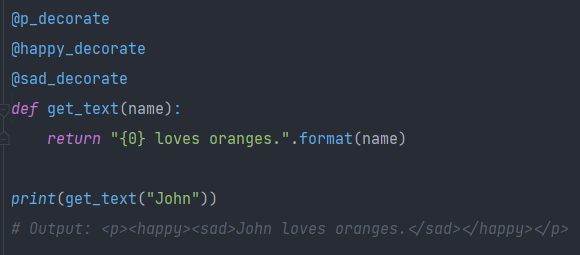 @p_decorate
@happy_decorate
@sad_decorate
def get_text(name):
    return "{0} loves oranges.".format(name)

print(get_text("John"))
# Output: <p><happy><sad>John loves oranges.</sad></happy></p>